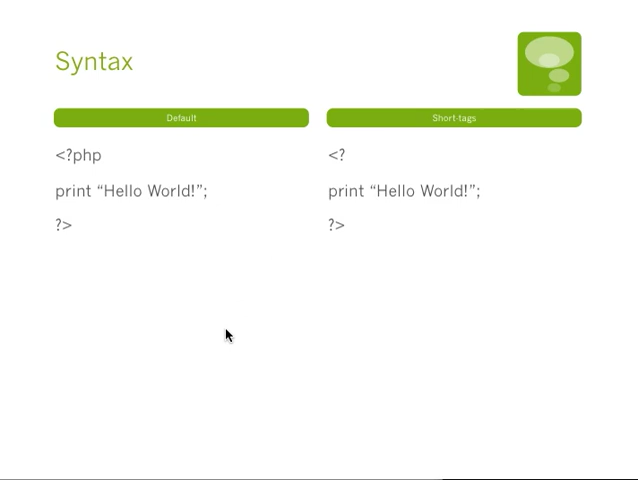 Syntax
Default
<?php
print “Hello World!”;
?>
Short-tags
<?
print “Hello World!”;
?>